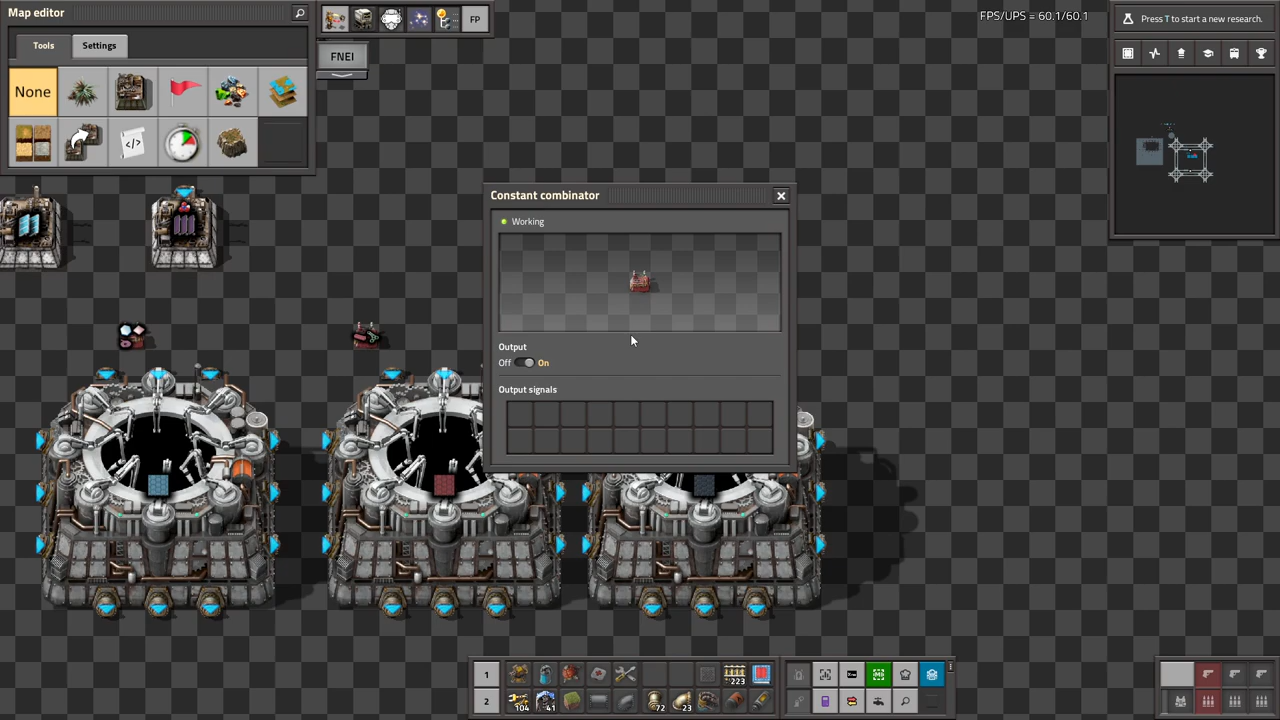 Map editor
Tools
Settings
None
FP
FNEI
FPS/UPS = 60.1/60.1
Press T to start a new research.
Constant combinator
Working
Output
Off
On
Output signals
1
223
2
104
41
72
23